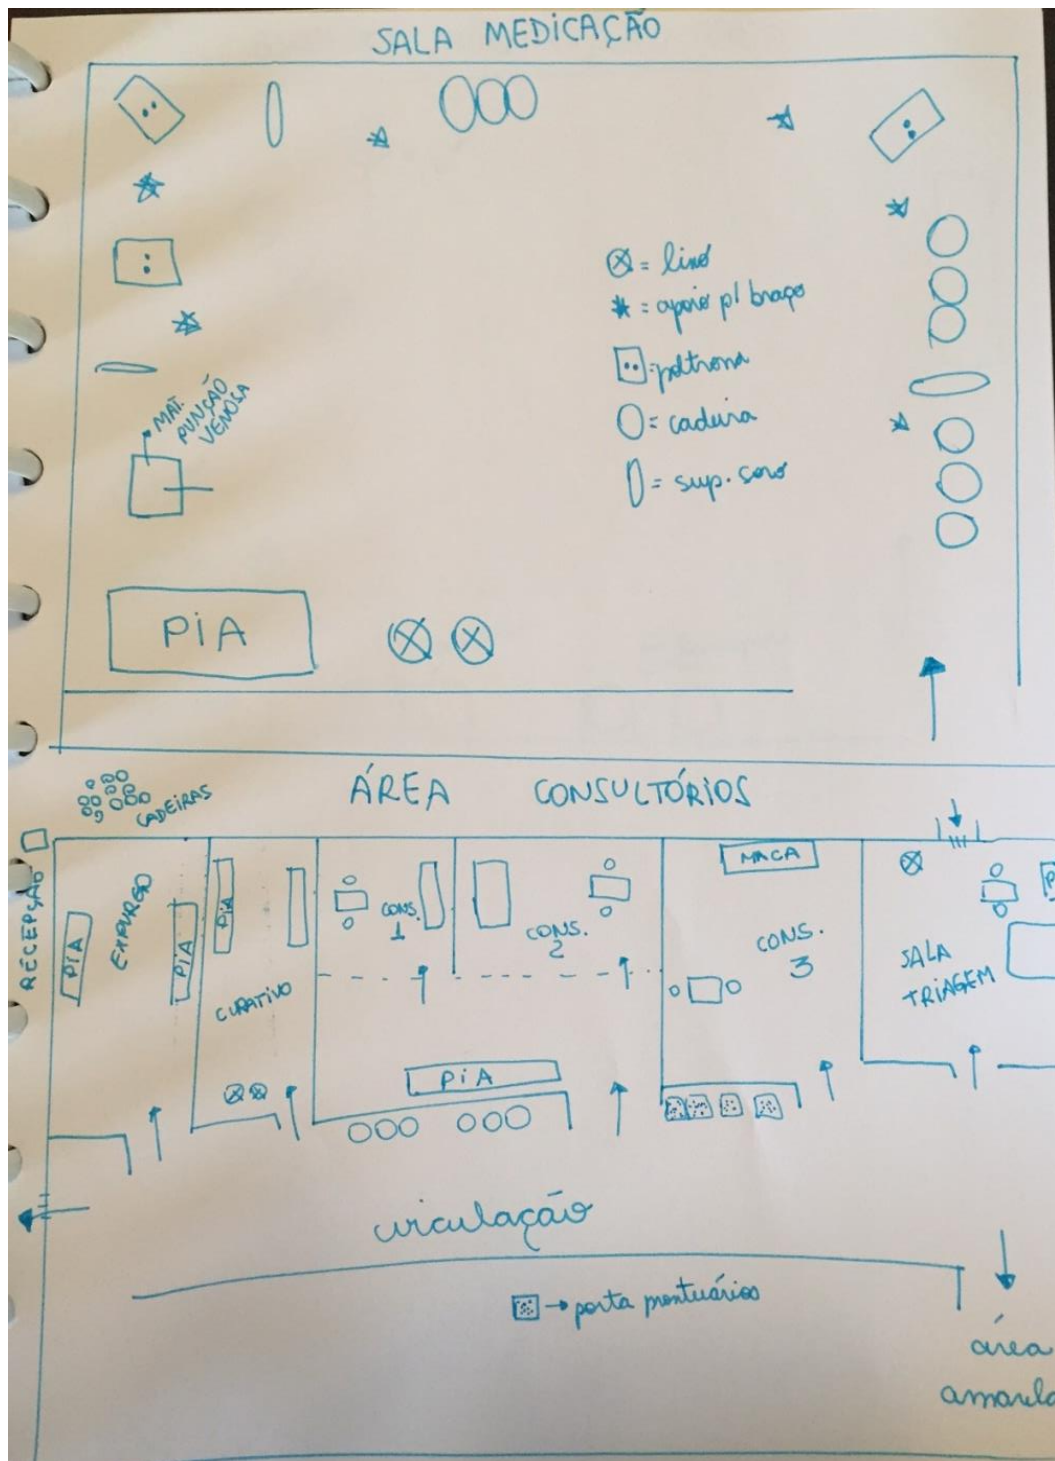 SALA MEDICAÇÃO
⊗ = lixo
* = apoio p/ braço
= poltrona
= cadeira
= sup. soro
MAT.
PUNÇÃO
VENOSA
PIA
ÁREA CONSULTÓRIOS
CADEIRAS
RECEPÇÃO
PIA
EXPURGO
PIA
PIA
CURATIVO
CONS.
1
CONS.
2
PIA
MACA
CONS.
3
SALA
TRIAGEM
circulação
→ porta prontuários
área